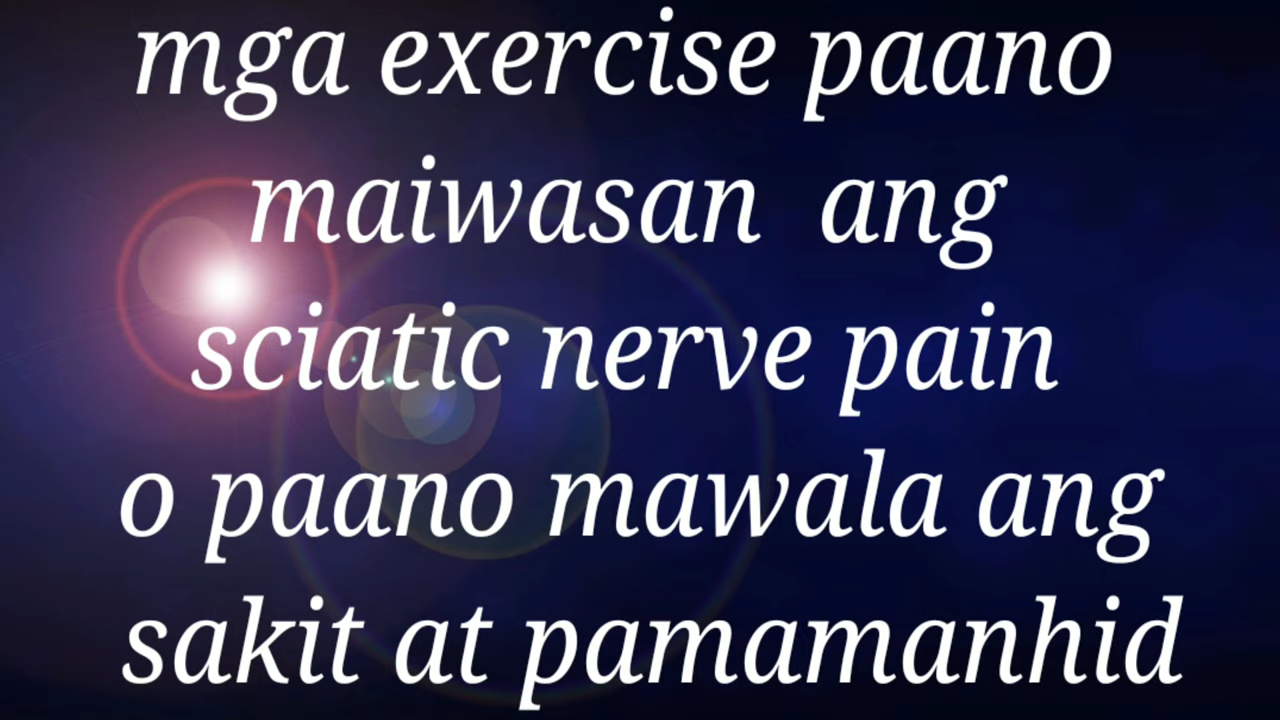 mga exercise paano
maiwasan ang
sciatic nerve pain
o paano mawala ang
sakit at pamamanhid